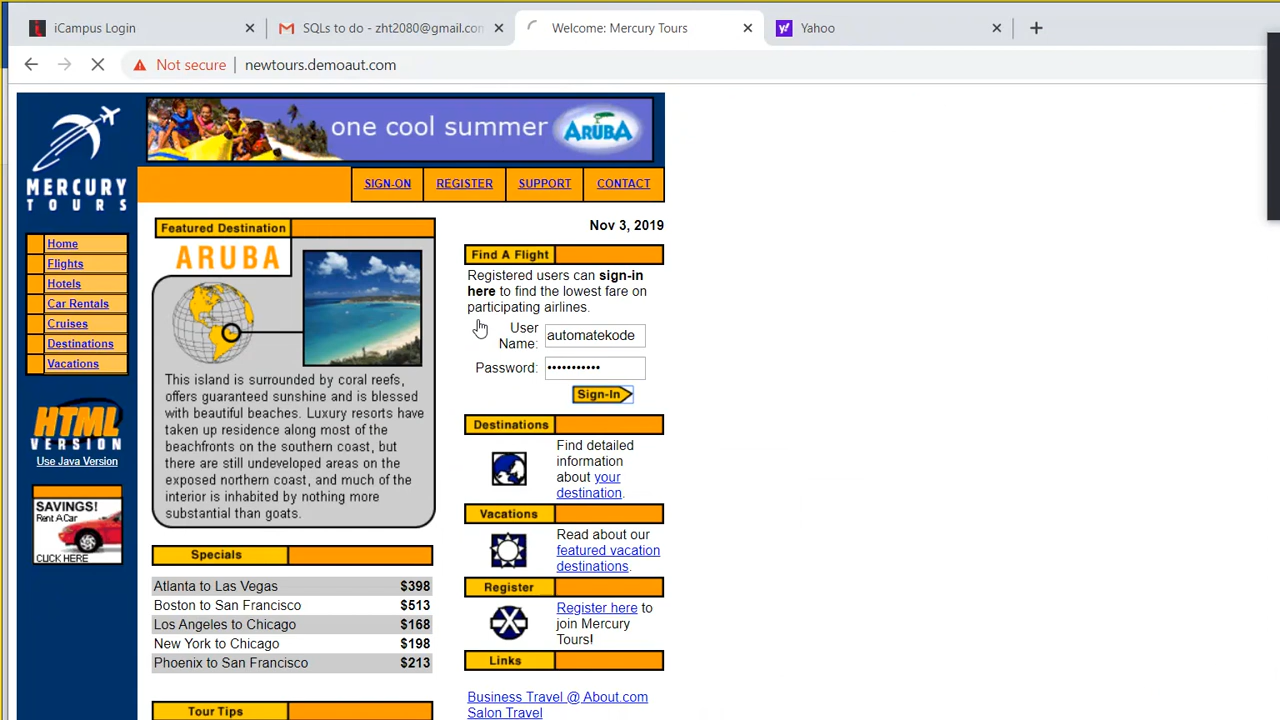 iCampus Login
SQLs to do - zht2080@gmail.con
Welcome: Mercury Tours
Yahoo
Not secure
newtours.demoaut.com
one cool summer
ARUBA
MERCURY
TOURS
SIGN-ON
REGISTER
SUPPORT
CONTACT
Nov 3, 2019
Home
Flights
Hotels
Car Rentals
Cruises
Destinations
Vacations
HTML
VERSION
Use Java Version
SAVINGS!
Rent A Car
CLICK HERE
Featured Destination
ARUBA
This island is surrounded by coral reefs,
offers guaranteed sunshine and is blessed
with beautiful beaches. Luxury resorts have
taken up residence along most of the
beachfronts on the southern coast, but
there are still undeveloped areas on the
exposed northern coast, and much of the
interior is inhabited by nothing more
substantial than goats.
Specials
Atlanta to Las Vegas $398
Boston to San Francisco $513
Los Angeles to Chicago $168
New York to Chicago $198
Phoenix to San Francisco $213
Tour Tips
Find A Flight
Registered users can sign-in
here to find the lowest fare on
participating airlines.
User
Name:
automatekode
Password:
•••••••••••
Sign-In
Destinations
Find detailed
information
about your
destination.
Vacations
Read about our
featured vacation
destinations.
Register
Register here to
join Mercury
Tours!
Links
Business Travel @ About.com
Salon Travel